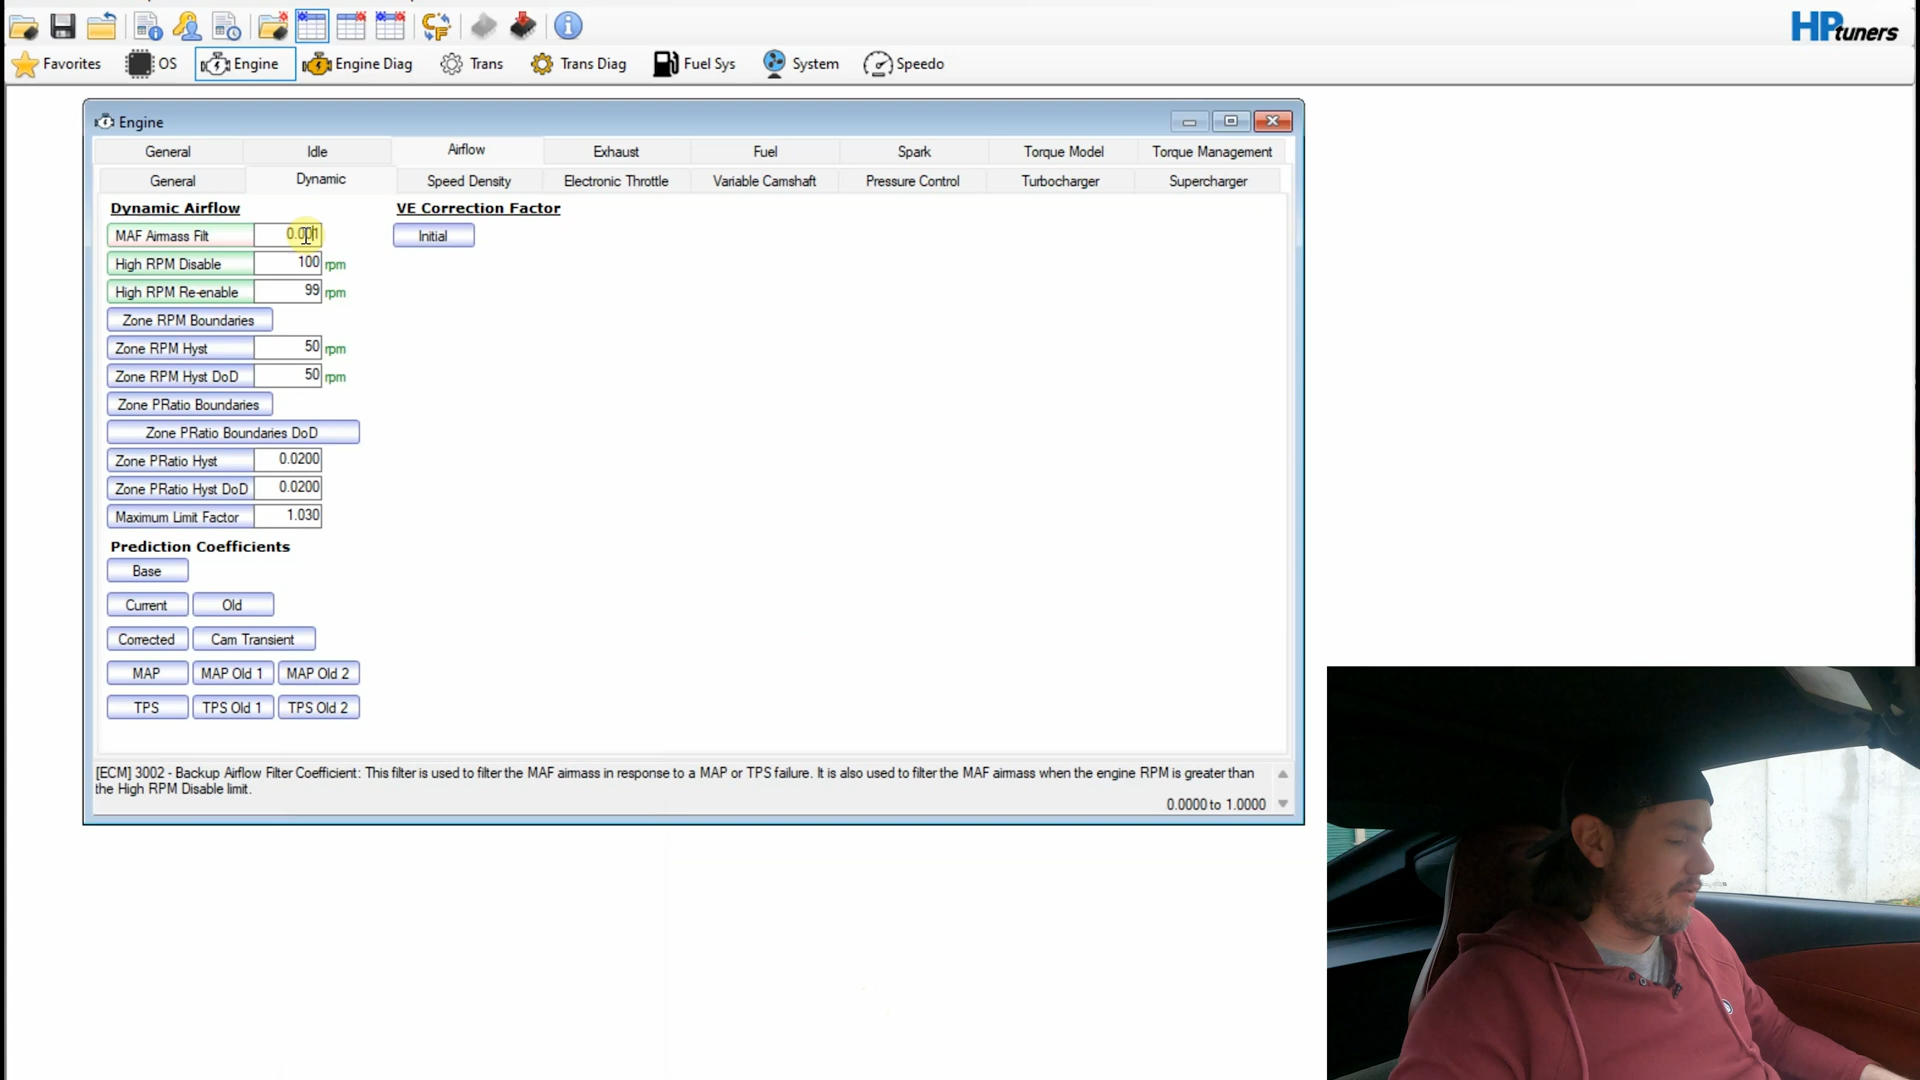 HPtuners
Favorites OS Engine Engine Diag Trans Trans Diag Fuel Sys System Speedo
Engine
General Idle Airflow Exhaust Fuel Spark Torque Model Torque Management
General Dynamic Speed Density Electronic Throttle Variable Camshaft Pressure Control Turbocharger Supercharger
Dynamic Airflow VE Correction Factor
MAF Airmass Filt 0.001 Initial
High RPM Disable 100 rpm
High RPM Re-enable 99 rpm
Zone RPM Boundaries
Zone RPM Hyst 50 rpm
Zone RPM Hyst DoD 50 rpm
Zone PRatio Boundaries
Zone PRatio Boundaries DoD
Zone PRatio Hyst 0.0200
Zone PRatio Hyst DoD 0.0200
Maximum Limit Factor 1.030
Prediction Coefficients
Base
Current Old
Corrected Cam Transient
MAP MAP Old 1 MAP Old 2
TPS TPS Old 1 TPS Old 2
[ECM] 3002 - Backup Airflow Filter Coefficient: This filter is used to filter the MAF airmass in response to a MAP or TPS failure. It is also used to filter the MAF airmass when the engine RPM is greater than
the High RPM Disable limit.
0.0000 to 1.0000